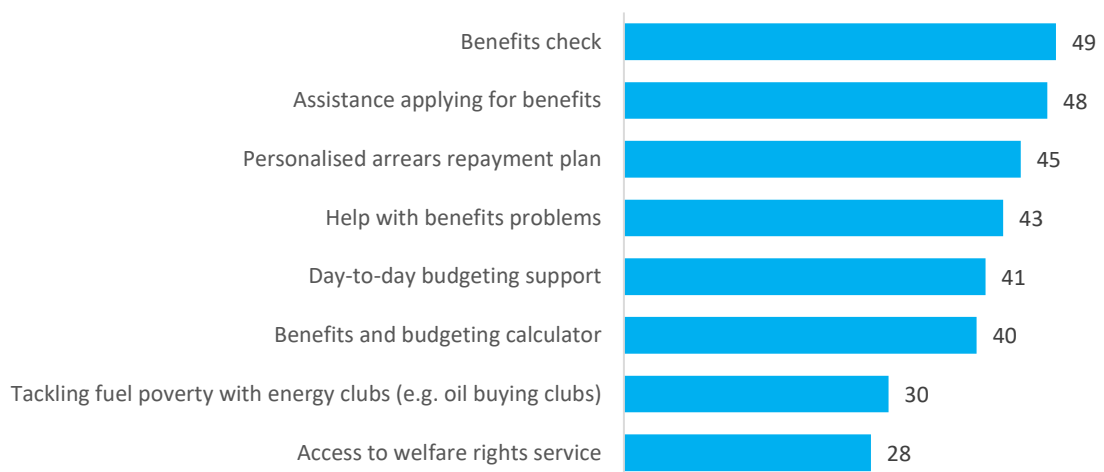 Benefits check 49
Assistance applying for benefits 48
Personalised arrears repayment plan 45
Help with benefits problems 43
Day-to-day budgeting support 41
Benefits and budgeting calculator 40
Tackling fuel poverty with energy clubs (e.g. oil buying clubs) 30
Access to welfare rights service 28